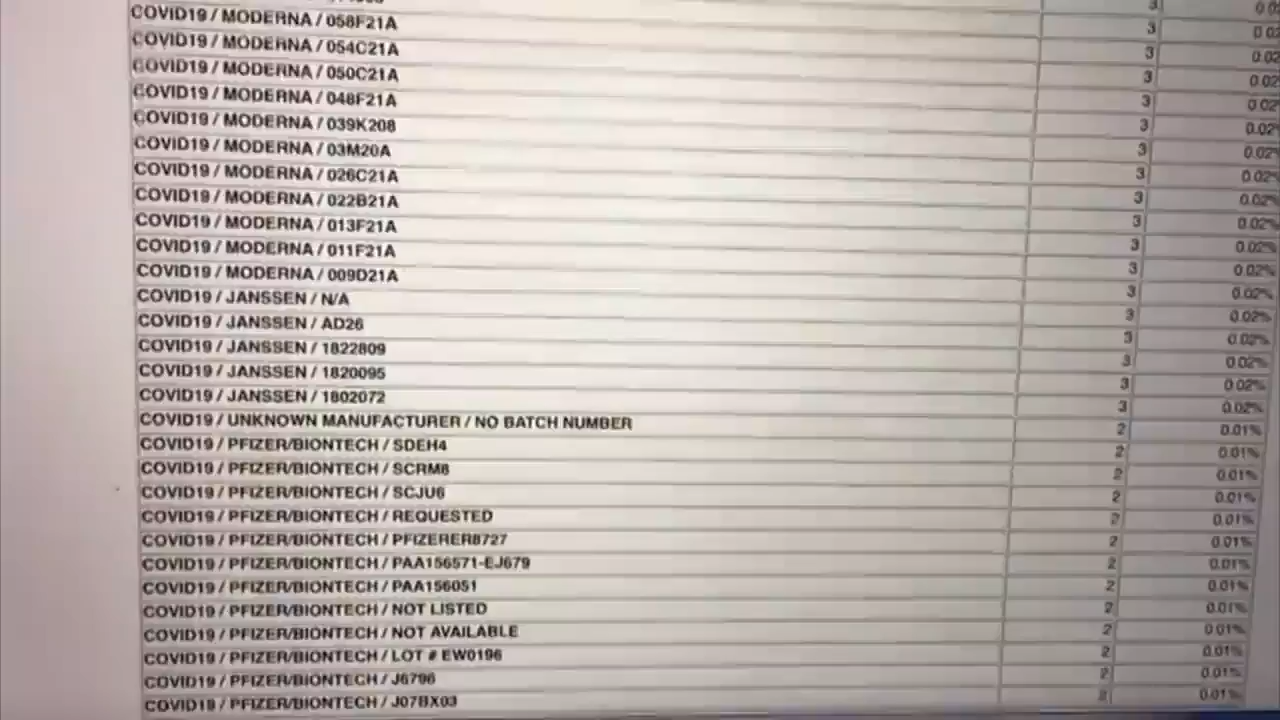 COVID19 / MODERNA / 058F21A 3 0.02
COVID19 / MODERNA / 054C21A 3 0.02
COVID19 / MODERNA / 050C21A 3 0.02
COVID19 / MODERNA / 048F21A 3 0.02
COVID19 / MODERNA / 039K208 3 0.02%
COVID19 / MODERNA / 03M20A 3 0.02%
COVID19 / MODERNA / 026C21A 3 0.02%
COVID19 / MODERNA / 022B21A 3 0.02%
COVID19 / MODERNA / 013F21A 3 0.02%
COVID19 / MODERNA / 011F21A 3 0.02%
COVID19 / MODERNA / 009D21A 3 0.02%
COVID19 / JANSSEN / N/A 3 0.02%
COVID19 / JANSSEN / AD26 3 0.02%
COVID19 / JANSSEN / 1822809 3 0.02%
COVID19 / JANSSEN / 1820095 3 0.02%
COVID19 / JANSSEN / 1802072 3 0.02%
COVID19 / UNKNOWN MANUFACTURER / NO BATCH NUMBER 2 0.01%
COVID19 / PFIZER/BIONTECH / SDEH4 2 0.01%
COVID19 / PFIZER/BIONTECH / SCRM8 2 0.01%
COVID19 / PFIZER/BIONTECH / SCJU6 2 0.01%
COVID19 / PFIZER/BIONTECH / REQUESTED 2 0.01%
COVID19 / PFIZER/BIONTECH / PFIZERER8727 2 0.01%
COVID19 / PFIZER/BIONTECH / PAA156571-EJ679 2 0.01%
COVID19 / PFIZER/BIONTECH / PAA156051 2 0.01%
COVID19 / PFIZER/BIONTECH / NOT LISTED 2 0.01%
COVID19 / PFIZER/BIONTECH / NOT AVAILABLE 2 0.01%
COVID19 / PFIZER/BIONTECH / LOT # EW0196 2 0.01%
COVID19 / PFIZER/BIONTECH / J6796 2 0.01%
COVID19 / PFIZER/BIONTECH / J07BX03 2 0.01%